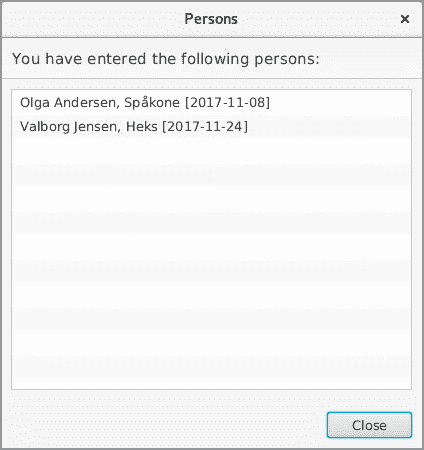 Persons
You have entered the following persons:
Olga Andersen, Spåkone [2017-11-08]
Valborg Jensen, Heks [2017-11-24]
Close